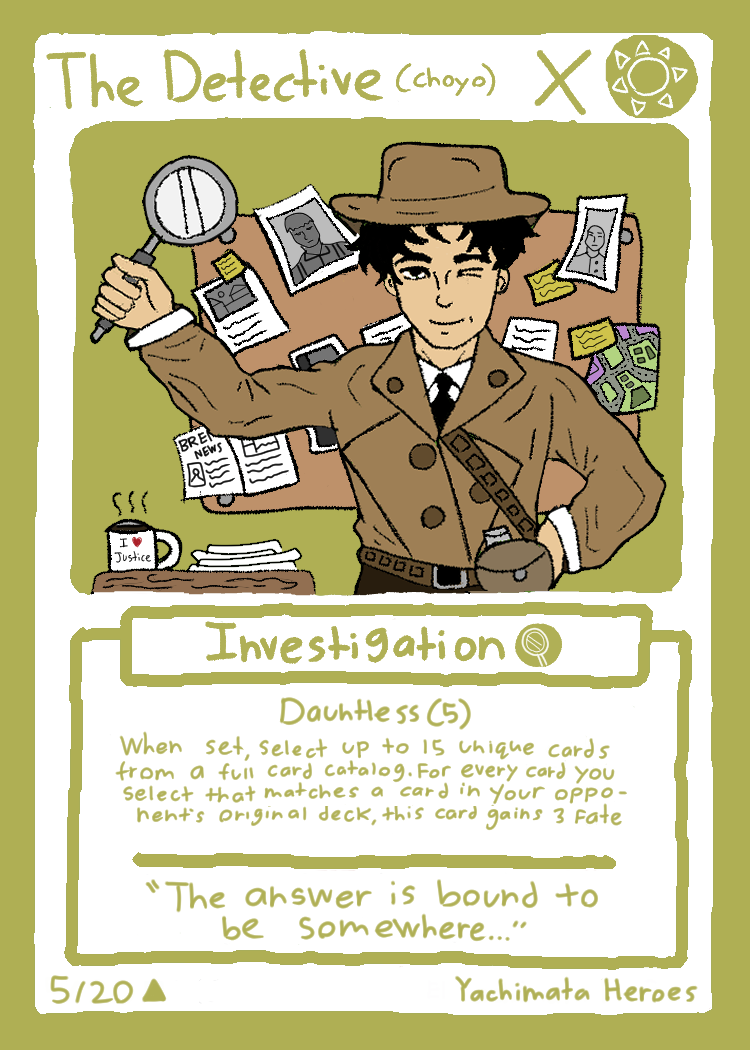 The Detective (choyo) X
BREI
NEWS
I ♥
Justice
Investigation
Dauntless (5)
When set, select up to 15 unique cards
from a full card catalog. For every card you
select that matches a card in your oppo-
nent's original deck, this card gains 3 Fate
"The answer is bound to
be somewhere..."
5/20
Yachimata Heroes